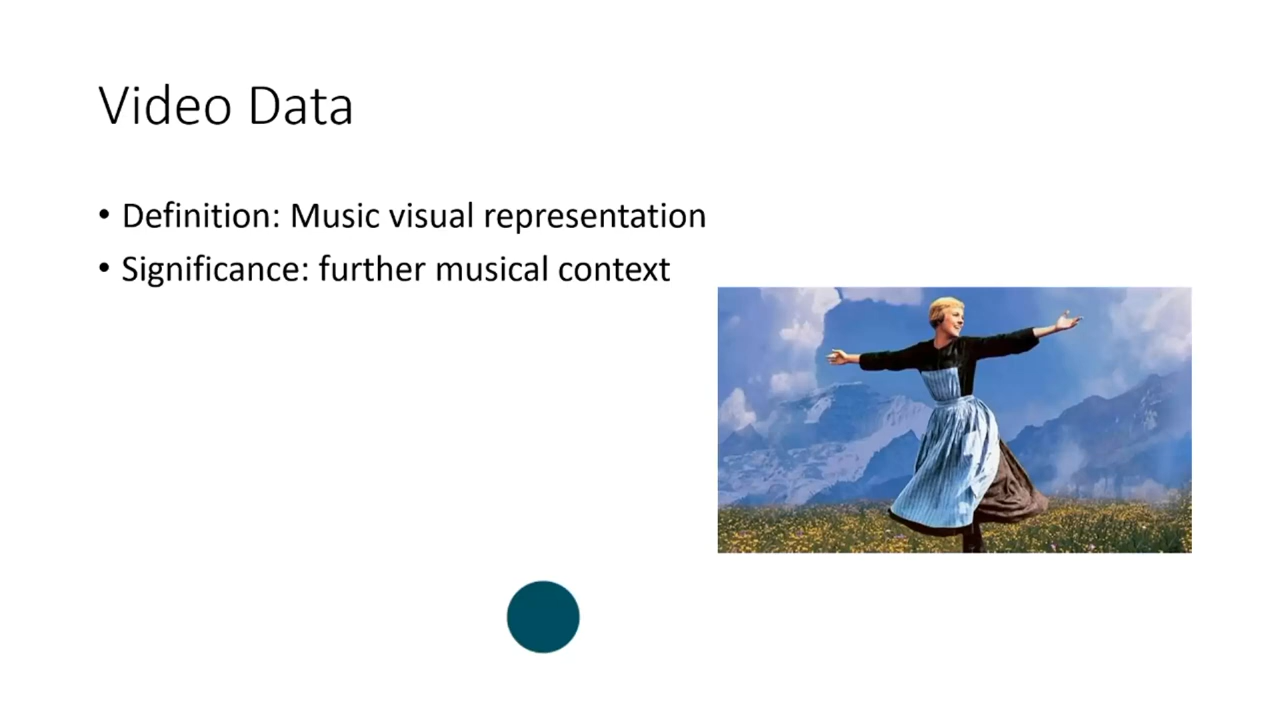 Video Data
• Definition: Music visual representation
• Significance: further musical context